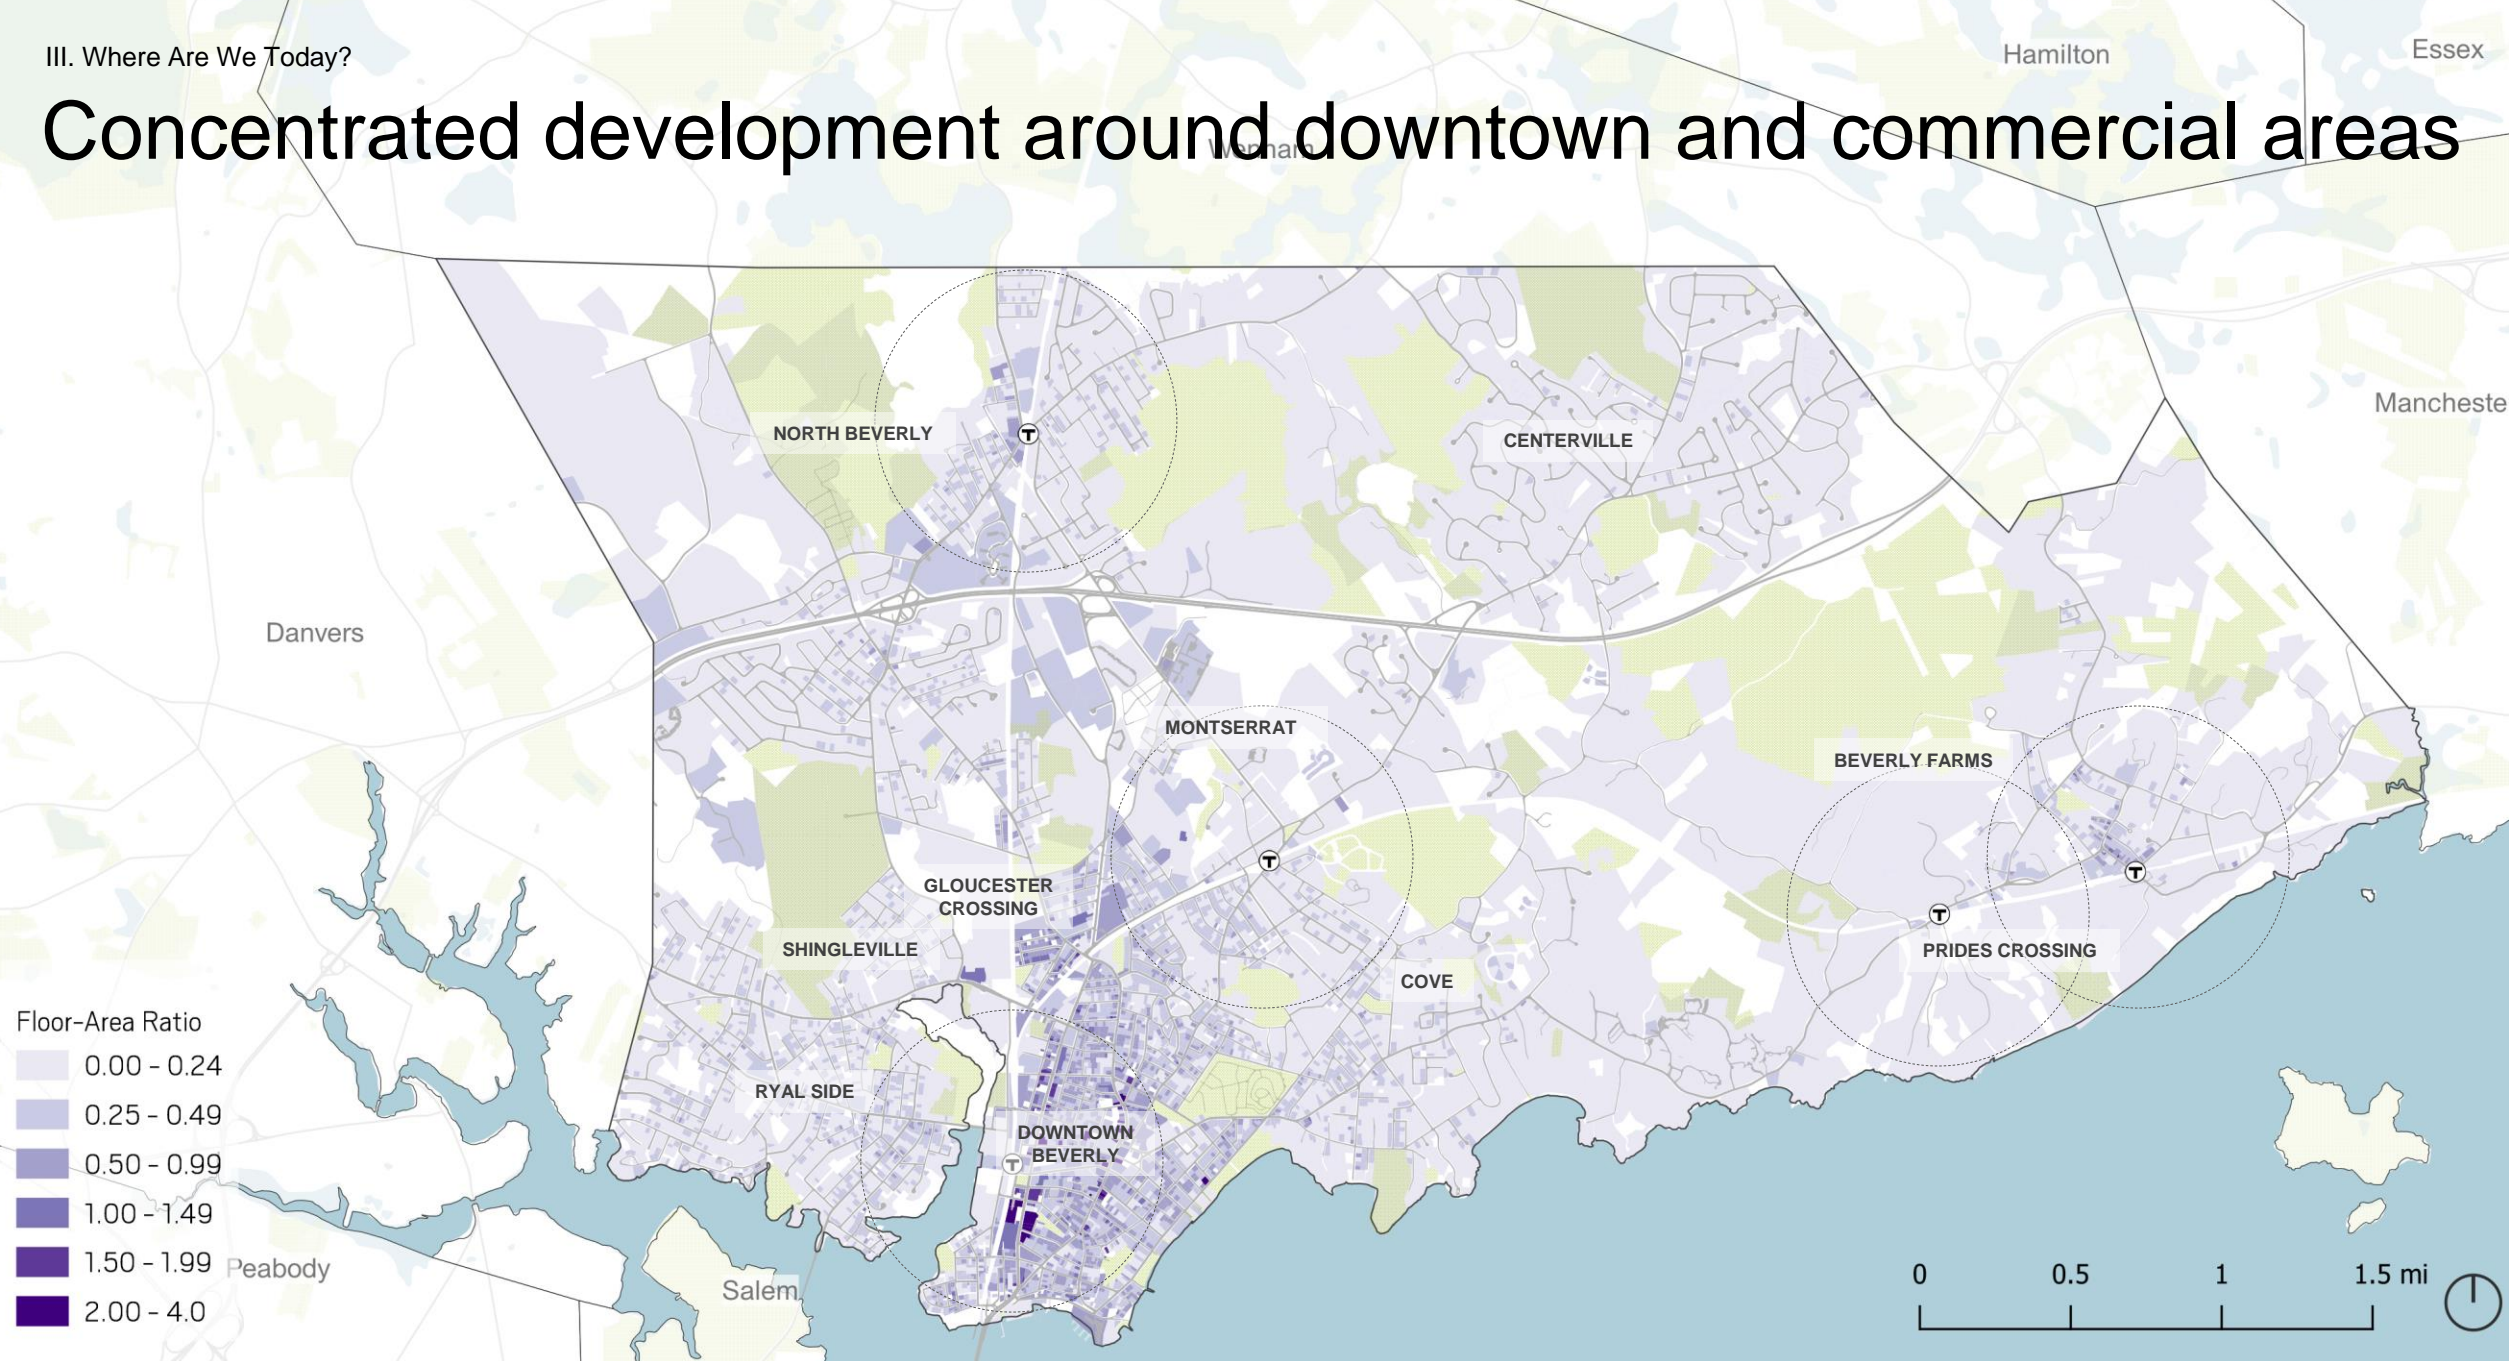 III. Where Are We Today?
Concentrated development around downtown and commercial areas
Hamilton
Essex
Wenham
Mancheste
NORTH BEVERLY
T
CENTERVILLE
Danvers
MONTSERRAT
BEVERLY FARMS
T
T
GLOUCESTER
CROSSING
T
SHINGLEVILLE
PRIDES CROSSING
COVE
RYAL SIDE
DOWNTOWN
BEVERLY
T
Floor-Area Ratio
0.00 - 0.24
0.25 - 0.49
0.50 - 0.99
1.00 - 1.49
1.50 - 1.99
2.00 - 4.0
Peabody
Salem
0 0.5 1 1.5 mi